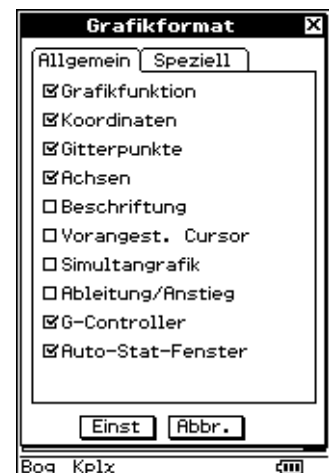 Grafikformat
Allgemein Speziell
Grafikfunktion
Koordinaten
Gitterpunkte
Achsen
Beschriftung
Vorangest. Cursor
Simultangrafik
Ableitung/Anstieg
G-Controller
Auto-Stat-Fenster
Einst Abbr.
Bog Kplx